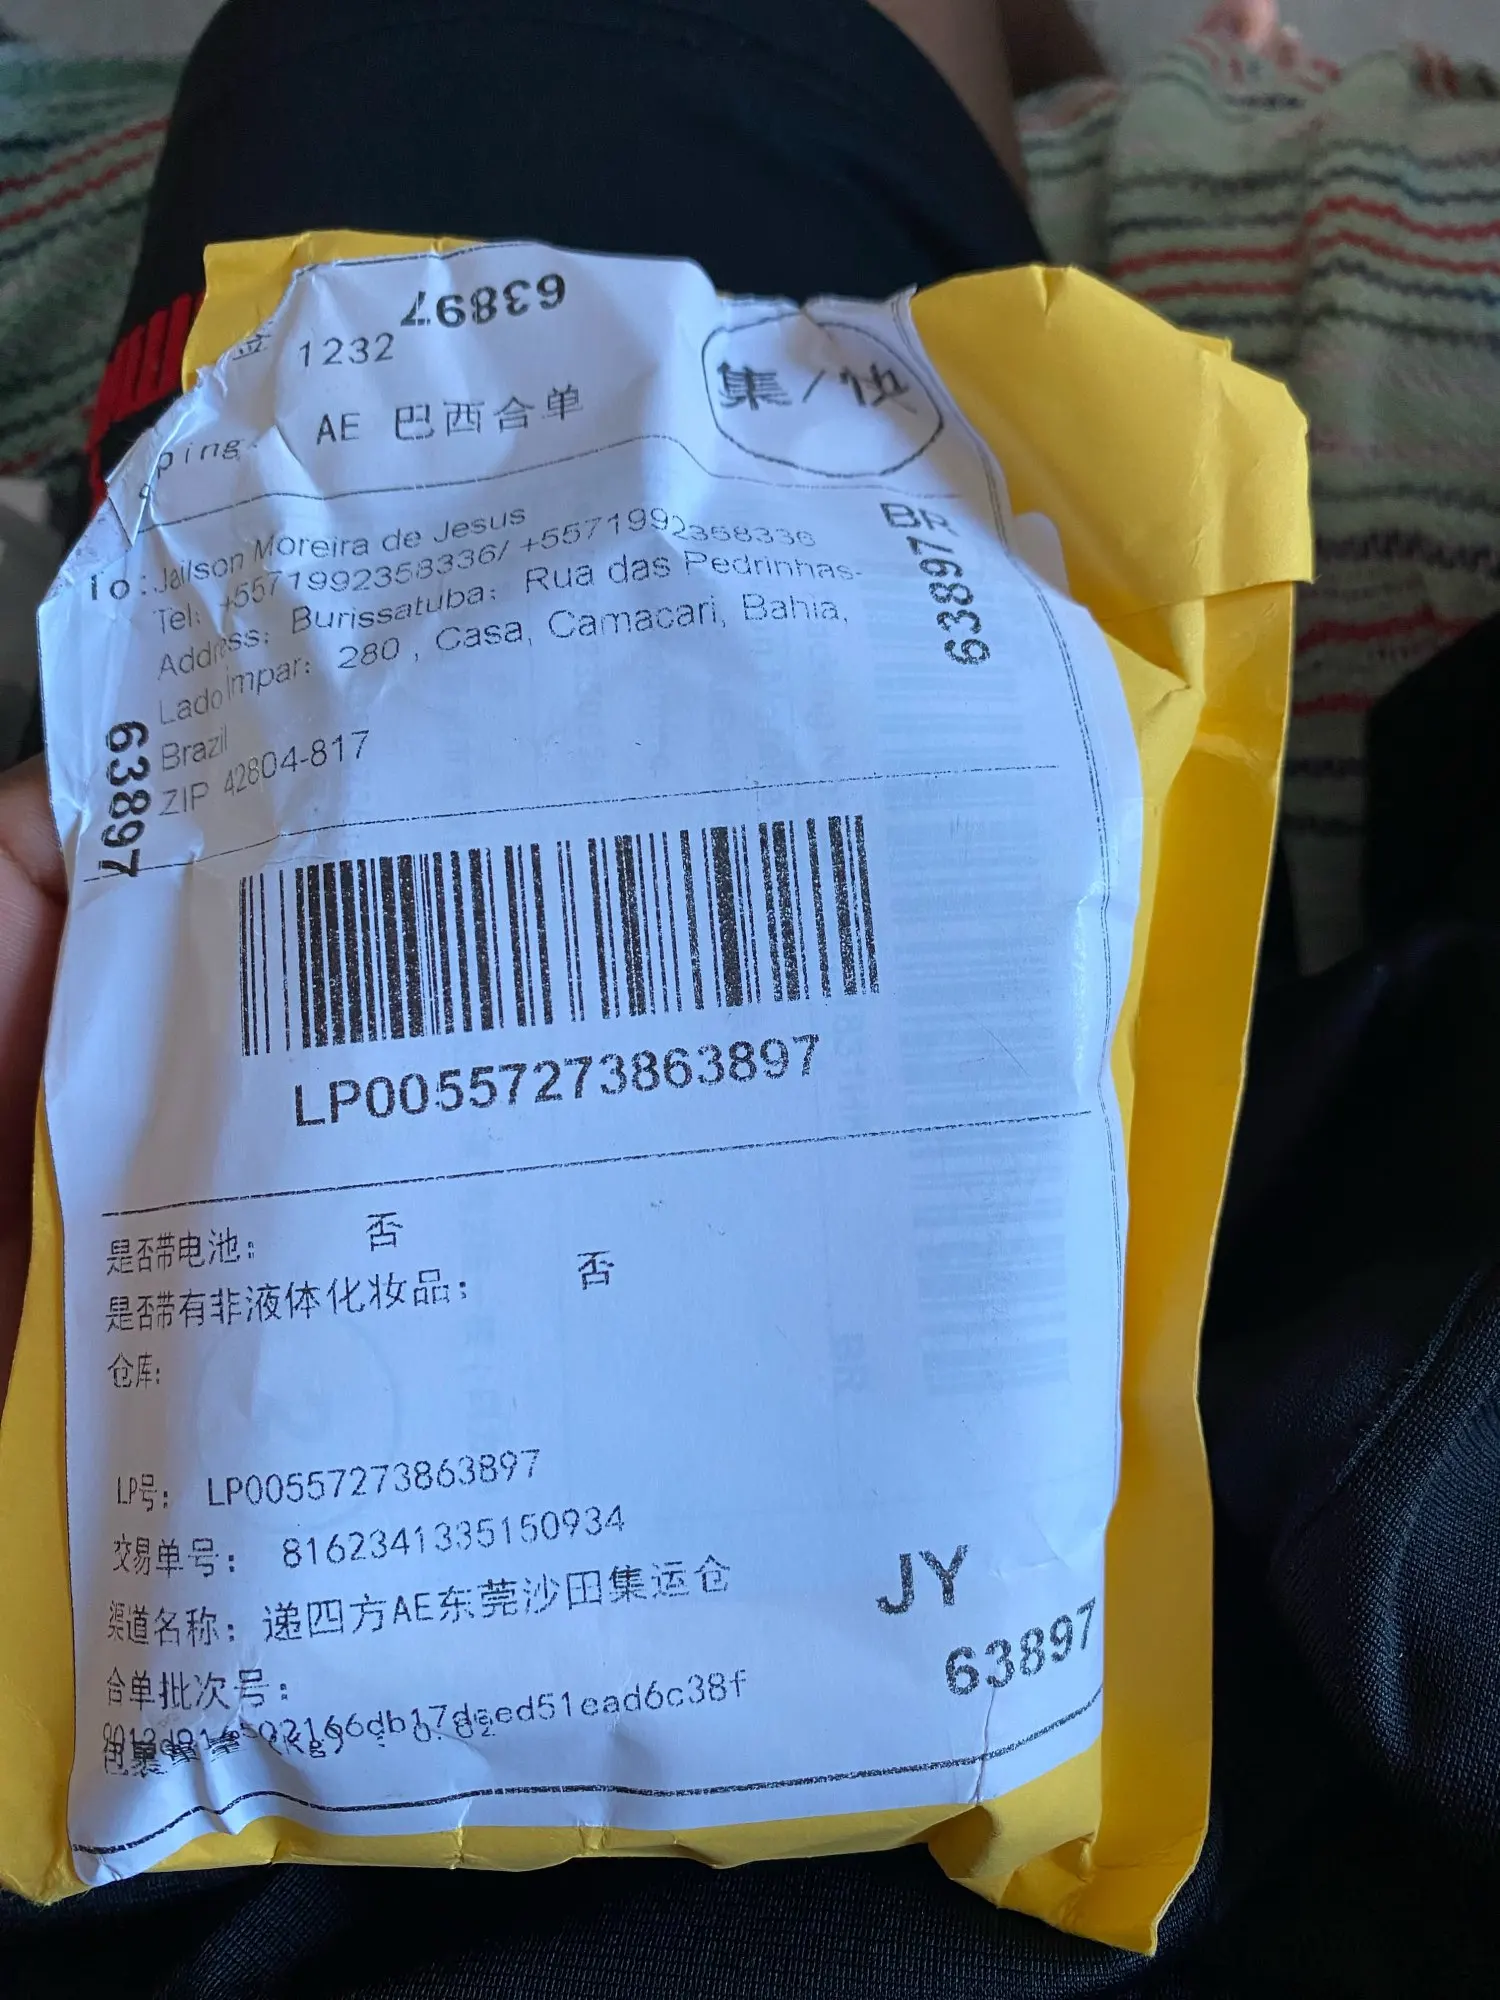 63897
1232
AE 巴西合单
集/快
ping:
BR
63897
To: Jailson Moreira de Jesus
Tel: +5571992358336/ +5571992358336
Address: Burissatuba: Rua das Pedrinhas-
Lado Impar: 280 , Casa, Camacari, Bahia,
Brazil
ZIP 42804-817
63897
LP00557273863897
是否带电池: 否
是否带有非液体化妆品: 否
仓库:
LP号: LP00557273863897
交易单号: 8162341335150934
渠道名称: 递四方AE东莞沙田集运仓
JY
63897
合单批次号: